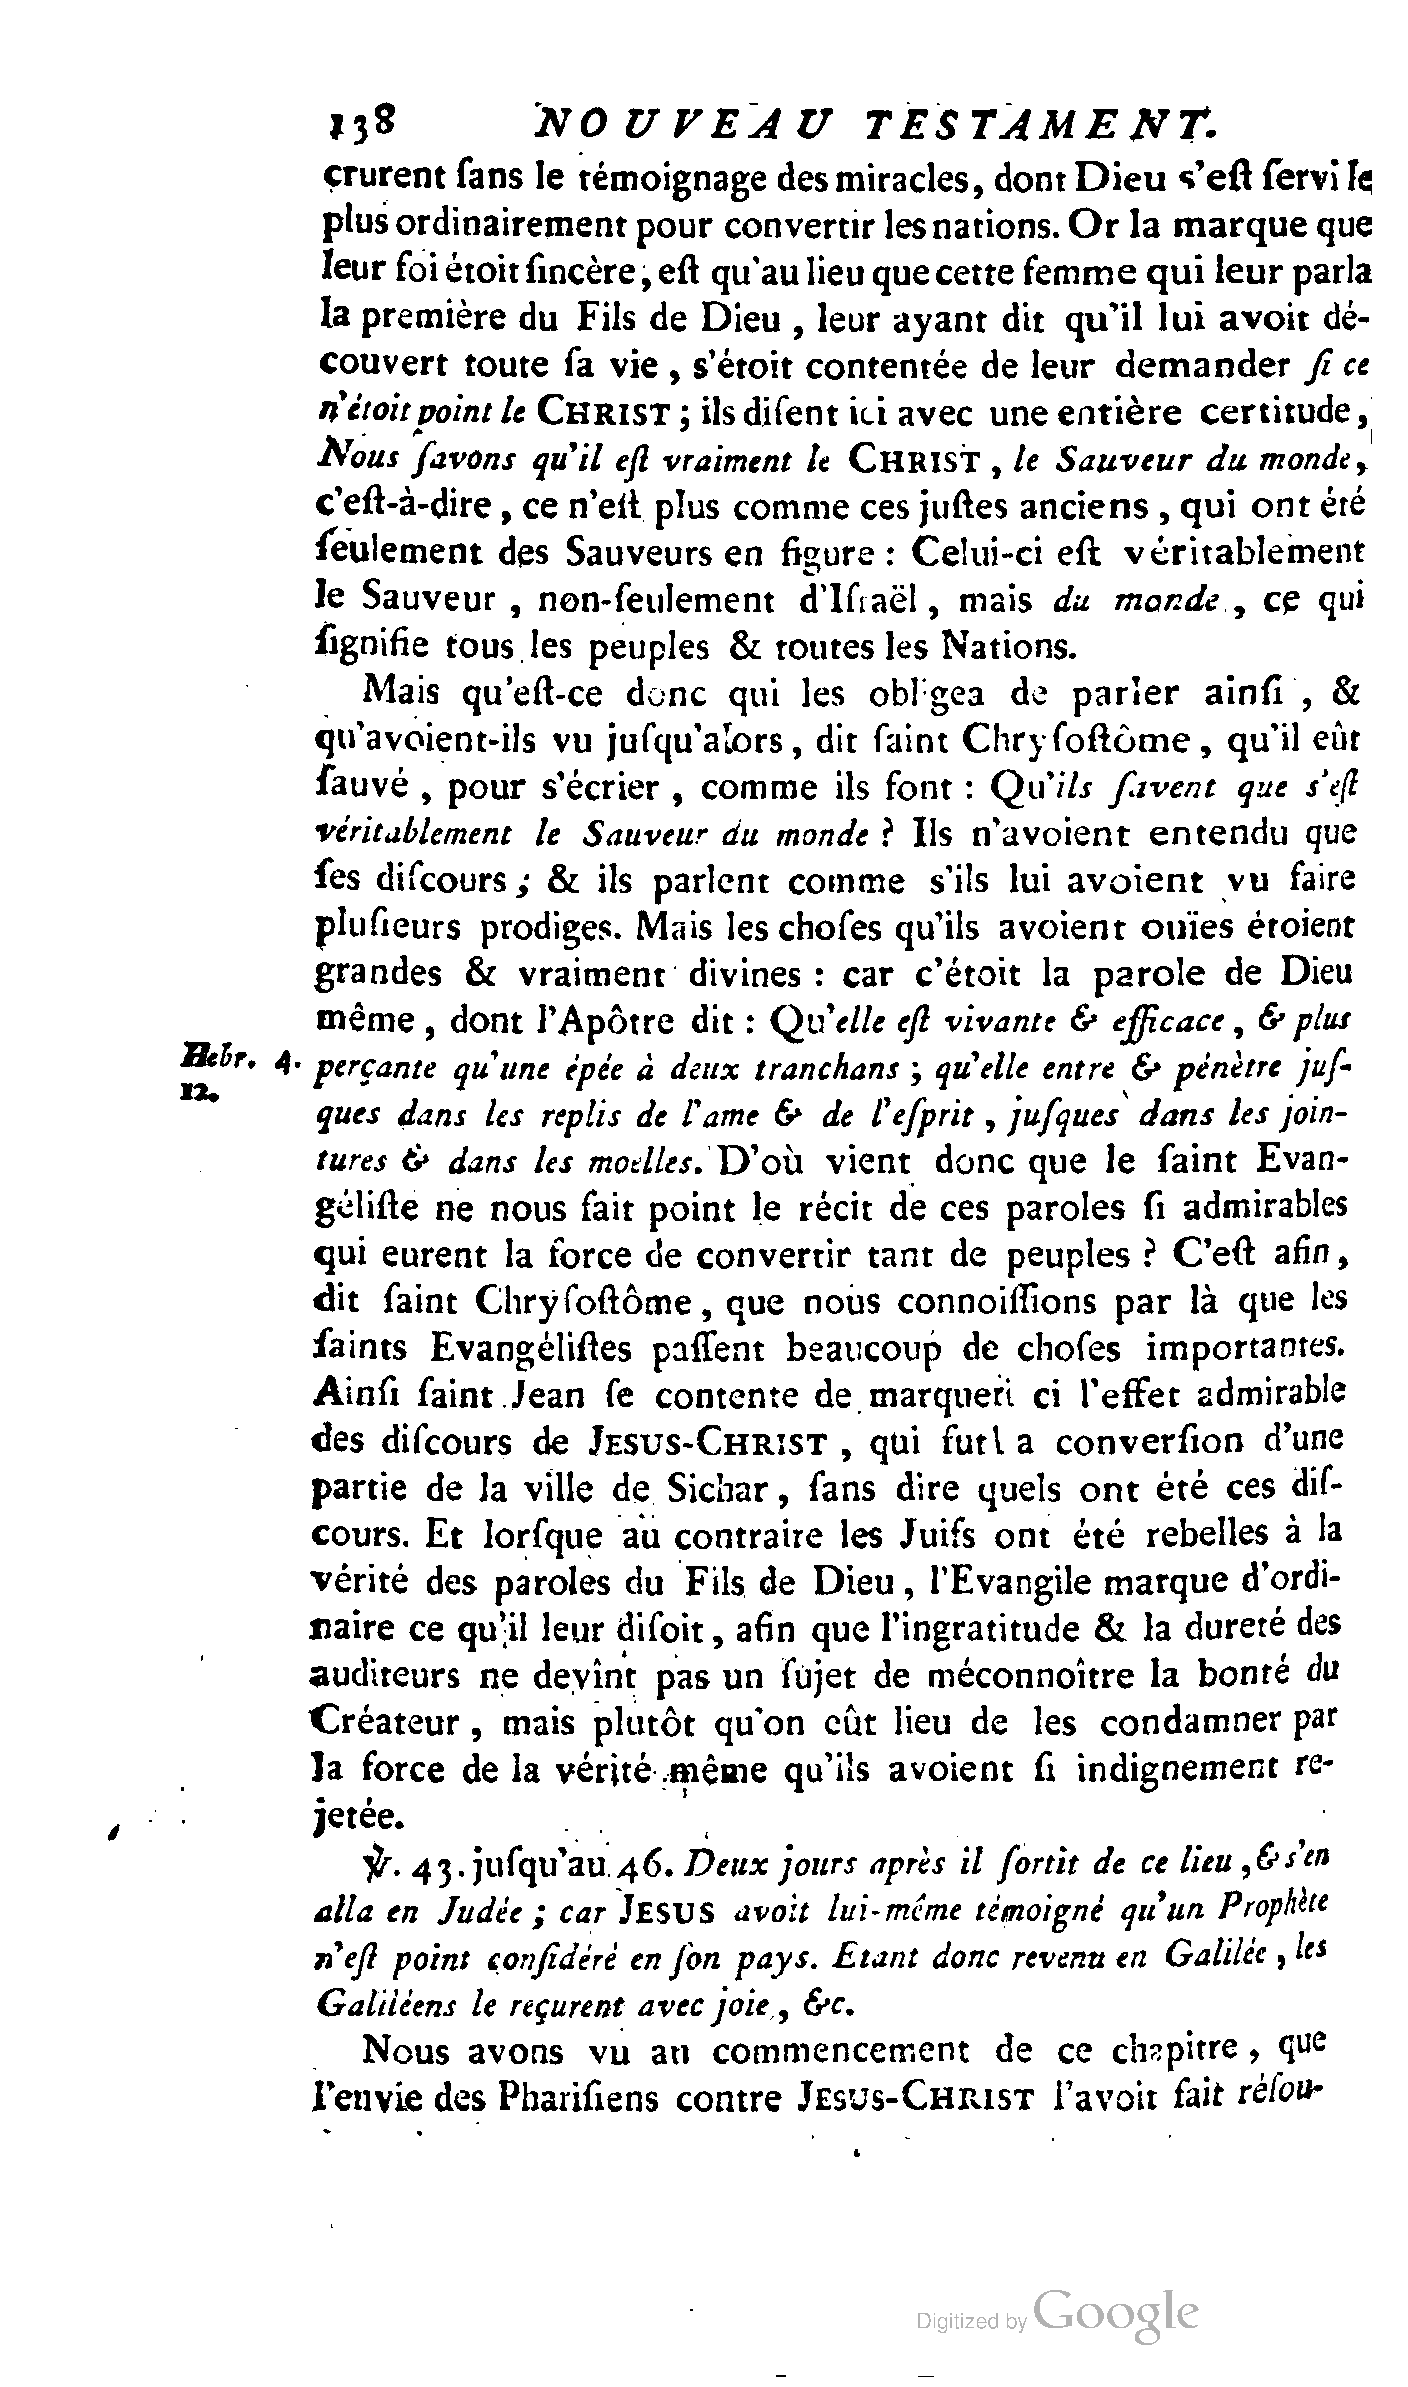 138 NOUVEAU TESTAMENT.
crurent ſans le témoignage des miracles, dont Dieu s'eſt ſervi le
plus ordinairement pour convertir les nations. Or la marque que
leur foi étoit ſincère, eſt qu'au lieu que cette femme qui leur parla
la première du Fils de Dieu, leur ayant dit qu'il lui avoit dé-
couvert toute ſa vie, s'étoit contentée de leur demander ſi ce
n'étoit point le CHRIST; ils diſent ici avec une entière certitude,
Nous ſavons qu'il eſt vraiment le CHRIST, le Sauveur du monde,
c'eſt-à-dire, ce n'eſt plus comme ces juſtes anciens, qui ont été
ſeulement des Sauveurs en figure : Celui-ci eſt véritablement
le Sauveur, non-ſeulement d'Iſraël, mais du monde, ce qui
ſignifie tous les peuples & toutes les Nations.
Mais qu'eſt-ce donc qui les obligea de parler ainſi, &
qu'avoient-ils vu juſqu'alors, dit ſaint Chryſoſtôme, qu'il eût
ſauvé, pour s'écrier, comme ils font : Qu'ils ſavent que s'eſt
véritablement le Sauveur du monde ? Ils n'avoient entendu que
ſes diſcours; & ils parlent comme s'ils lui avoient vu faire
pluſieurs prodiges. Mais les choſes qu'ils avoient ouïes étoient
grandes & vraiment divines : car c'étoit la parole de Dieu
même, dont l'Apôtre dit : Qu'elle eſt vivante & efficace, & plus
Hebr. 4. perçante qu'une épée à deux tranchans ; qu'elle entre & pénètre juſ-
12.
ques dans les replis de l'ame & de l'eſprit, juſques dans les join-
tures & dans les moelles. D'où vient donc que le ſaint Evan-
géliſte ne nous fait point le récit de ces paroles ſi admirables
qui eurent la force de convertir tant de peuples ? C'eſt afin,
dit ſaint Chryſoſtôme, que nous connoiſſions par là que les
ſaints Evangéliſtes paſſent beaucoup de choſes importantes.
Ainſi ſaint Jean ſe contente de marqueri ci l'effet admirable
des diſcours de JESUS-CHRIST, qui futl a converſion d'une
partie de la ville de Sichar, ſans dire quels ont été ces diſ-
cours. Et lorſque au contraire les Juifs ont été rebelles à la
vérité des paroles du Fils de Dieu, l'Evangile marque d'ordi-
naire ce qu'il leur diſoit, afin que l'ingratitude & la dureté des
auditeurs ne devînt pas un ſujet de méconnoître la bonté du
Créateur, mais plutôt qu'on eût lieu de les condamner par
la force de la vérité même qu'ils avoient ſi indignement re-
jetée.
℣. 43. juſqu'au 46. Deux jours après il ſortit de ce lieu, & s'en
alla en Judée ; car JESUS avoit lui-même témoigné qu'un Prophète
n'eſt point conſidéré en ſon pays. Etant donc revenu en Galilée, les
Galiléens le reçurent avec joie, &c.
Nous avons vu au commencement de ce chapitre, que
l'envie des Phariſiens contre JESUS-CHRIST l'avoit fait réſou-
Digitized by Google